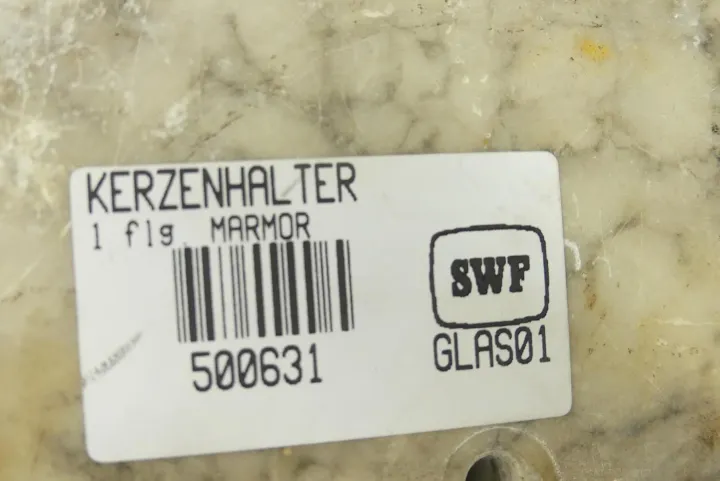 KERZENHALTER
1 flg. MARMOR
500631
SWF
GLAS01